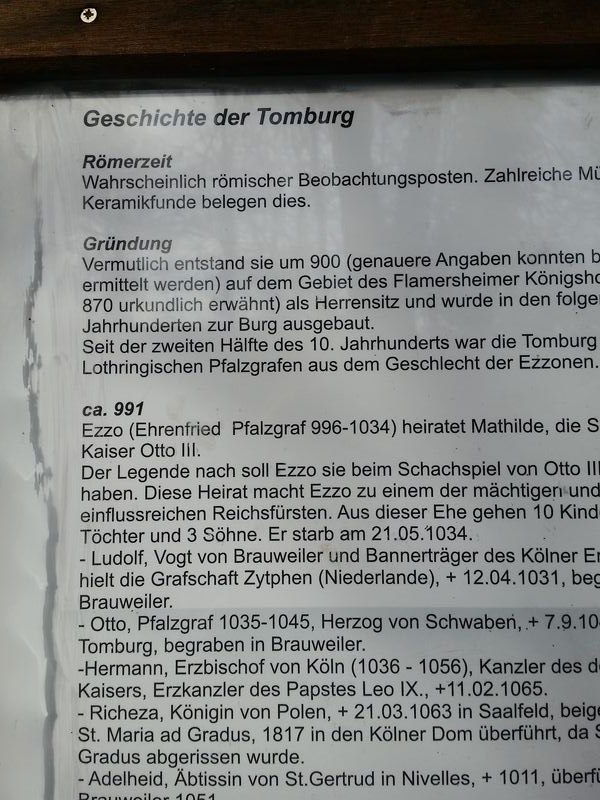 Geschichte der Tomburg
Römerzeit
Wahrscheinlich römischer Beobachtungsposten. Zahlreiche Mü
Keramikfunde belegen dies.
Gründung
Vermutlich entstand sie um 900 (genauere Angaben konnten b
ermittelt werden) auf dem Gebiet des Flamersheimer Königsho
870 urkundlich erwähnt) als Herrensitz und wurde in den folge
Jahrhunderten zur Burg ausgebaut.
Seit der zweiten Hälfte des 10. Jahrhunderts war die Tomburg
Lothringischen Pfalzgrafen aus dem Geschlecht der Ezzonen.
ca. 991
Ezzo (Ehrenfried Pfalzgraf 996-1034) heiratet Mathilde, die S
Kaiser Otto III.
Der Legende nach soll Ezzo sie beim Schachspiel von Otto III
haben. Diese Heirat macht Ezzo zu einem der mächtigen und
einflussreichen Reichsfürsten. Aus dieser Ehe gehen 10 Kind
Töchter und 3 Söhne. Er starb am 21.05.1034.
- Ludolf, Vogt von Brauweiler und Bannerträger des Kölner Er
hielt die Grafschaft Zytphen (Niederlande), + 12.04.1031, beg
Brauweiler.
- Otto, Pfalzgraf 1035-1045, Herzog von Schwaben, + 7.9.10
Tomburg, begraben in Brauweiler.
-Hermann, Erzbischof von Köln (1036 - 1056), Kanzler des d
Kaisers, Erzkanzler des Papstes Leo IX., +11.02.1065.
- Richeza, Königin von Polen, + 21.03.1063 in Saalfeld, beige
St. Maria ad Gradus, 1817 in den Kölner Dom überführt, da S
Gradus abgerissen wurde.
- Adelheid, Äbtissin von St.Gertrud in Nivelles, + 1011, überfü
Brauweiler 1051